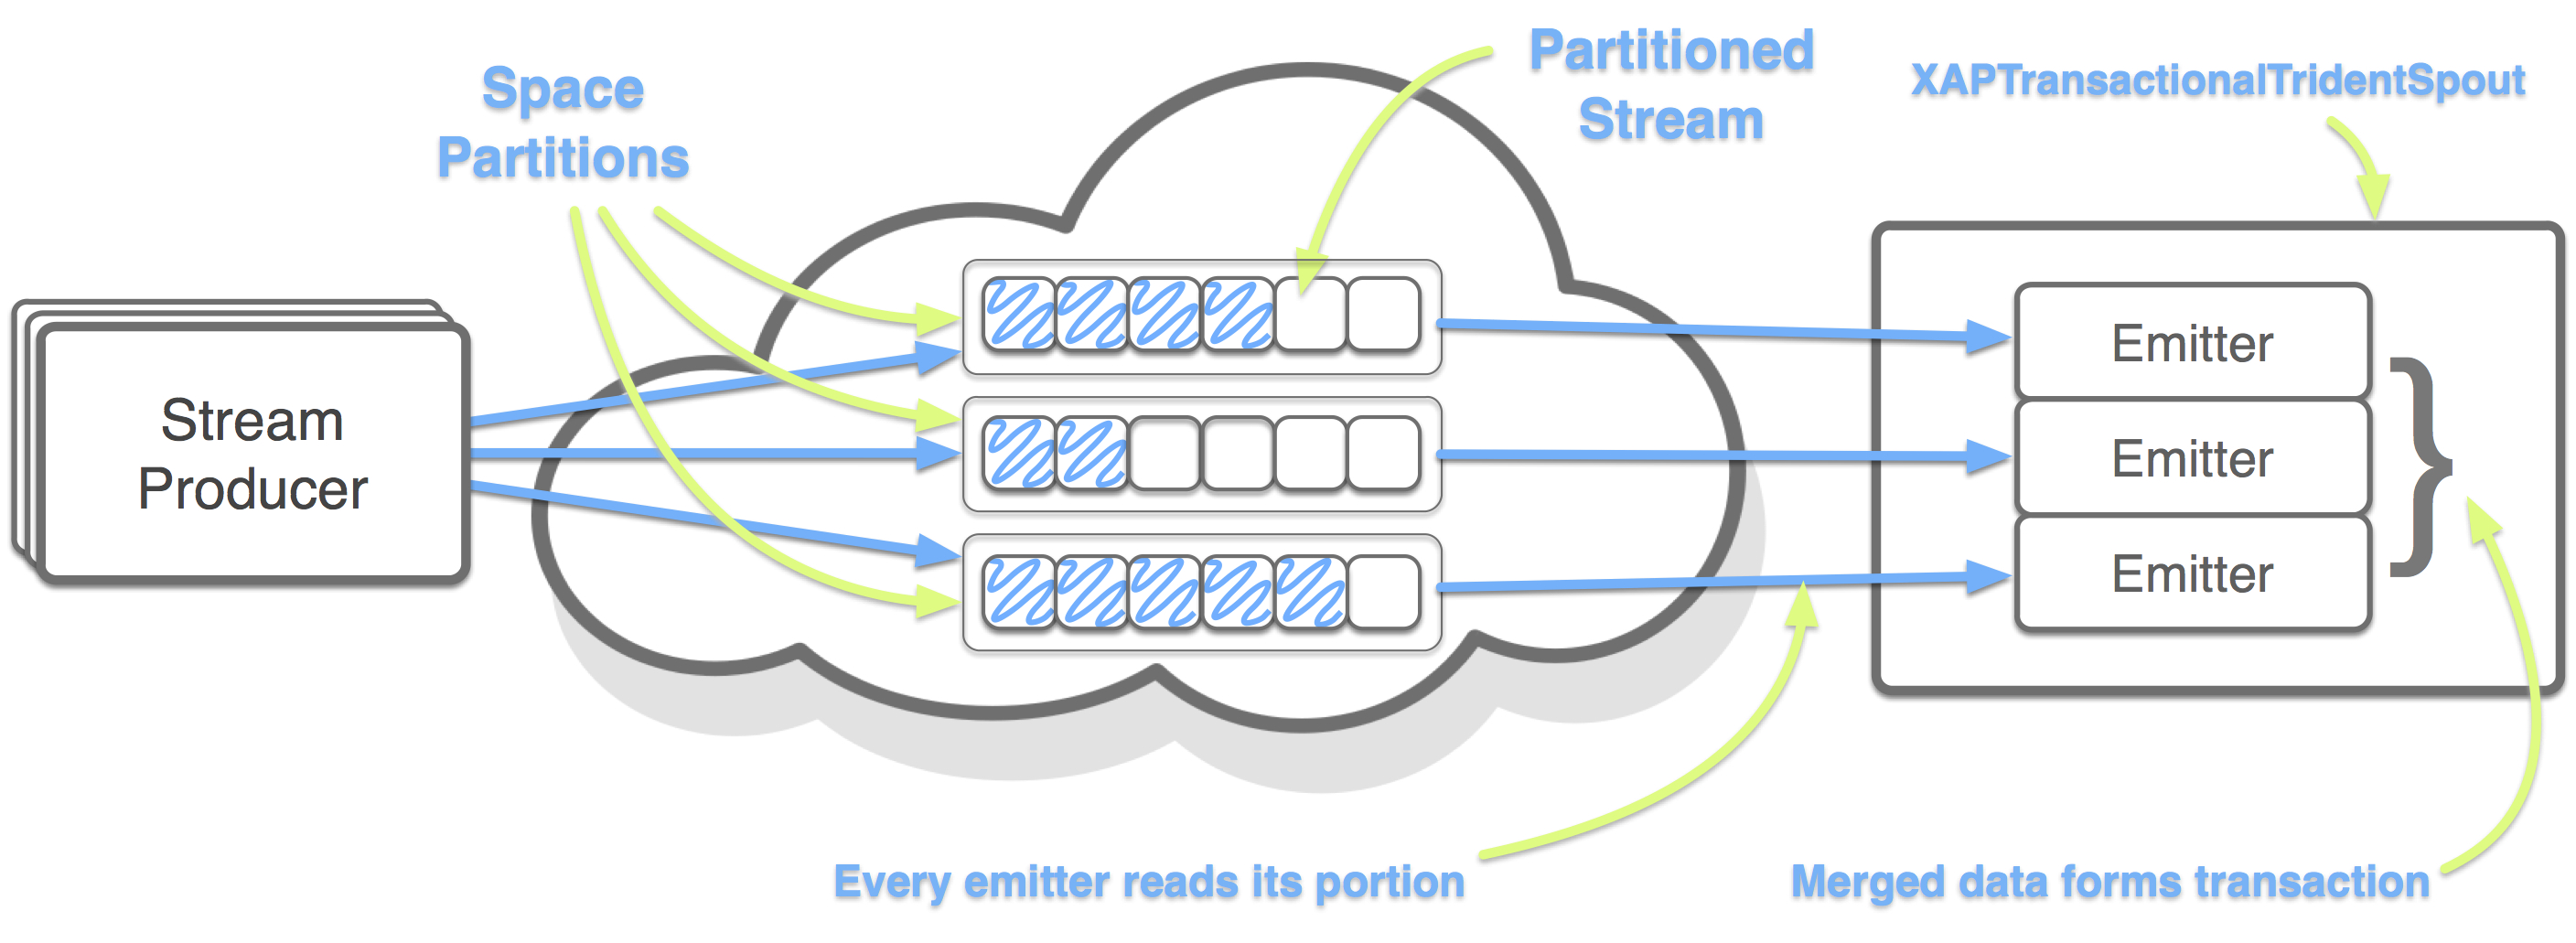 Space
Partitions
Partitioned
Stream
XAPTransactionalTridentSpout
Stream
Producer
Emitter
Emitter
Emitter
Every emitter reads its portion
Merged data forms transaction